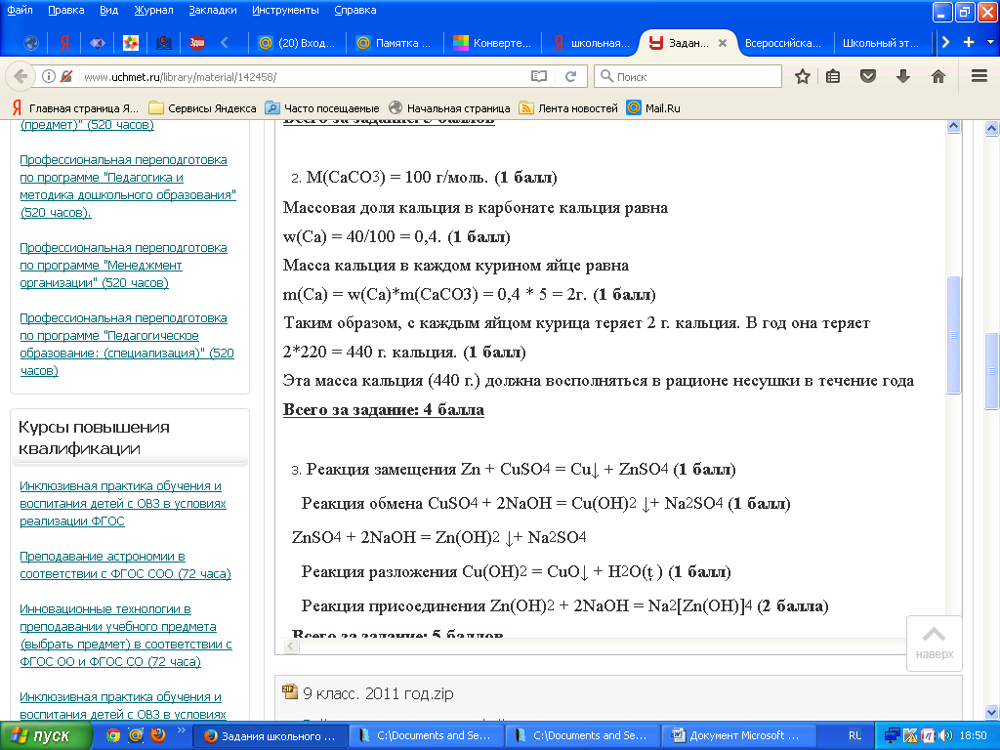 Файл Правка Вид Журнал Закладки Инструменты Справка
(20) Вход... Памятка ... Конверте... школьная... Задан... Всероссийска... Школьный эт...
www.uchmet.ru/library/material/142458/ Поиск
Главная страница Я... Сервисы Яндекса Часто посещаемые Начальная страница Лента новостей Mail.Ru
(предмет)" (520 часов)
Профессиональная переподготовка
по программе "Педагогика и
методика дошкольного образования"
(520 часов).
Профессиональная переподготовка
по программе "Менеджмент
организации" (520 часов)
Профессиональная переподготовка
по программе "Педагогическое
образование: (специализация)" (520
часов)
Курсы повышения
квалификации
Инклюзивная практика обучения и
воспитания детей с ОВЗ в условиях
реализации ФГОС
Преподавание астрономии в
соответствии с ФГОС СОО (72 часа)
Инновационные технологии в
преподавании учебного предмета
(выбрать предмет) в соответствии с
ФГОС ОО и ФГОС СО (72 часа)
Инклюзивная практика обучения и
воспитания детей с ОВЗ в условиях
Всего за задание: 5 баллов
2. M(CaCO3) = 100 г/моль. (1 балл)
Массовая доля кальция в карбонате кальция равна
w(Ca) = 40/100 = 0,4. (1 балл)
Масса кальция в каждом курином яйце равна
m(Ca) = w(Ca)*m(CaCO3) = 0,4 * 5 = 2г. (1 балл)
Таким образом, с каждым яйцом курица теряет 2 г. кальция. В год она теряет
2*220 = 440 г. кальция. (1 балл)
Эта масса кальция (440 г.) должна восполняться в рационе несушки в течение года
Всего за задание: 4 балла
3. Реакция замещения Zn + CuSO4 = Cu↓ + ZnSO4 (1 балл)
Реакция обмена CuSO4 + 2NaOH = Cu(OH)2 ↓+ Na2SO4 (1 балл)
ZnSO4 + 2NaOH = Zn(OH)2 ↓+ Na2SO4
Реакция разложения Cu(OH)2 = CuO↓ + H2O(t ) (1 балл)
Реакция присоединения Zn(OH)2 + 2NaOH = Na2[Zn(OH)]4 (2 балла)
Всего за задание: 5 баллов
наверх
9 класс. 2011 год.zip
пуск Задания школьного ... C:\Documents and Se... C:\Documents and Se... Документ Microsoft ... RL 18:50